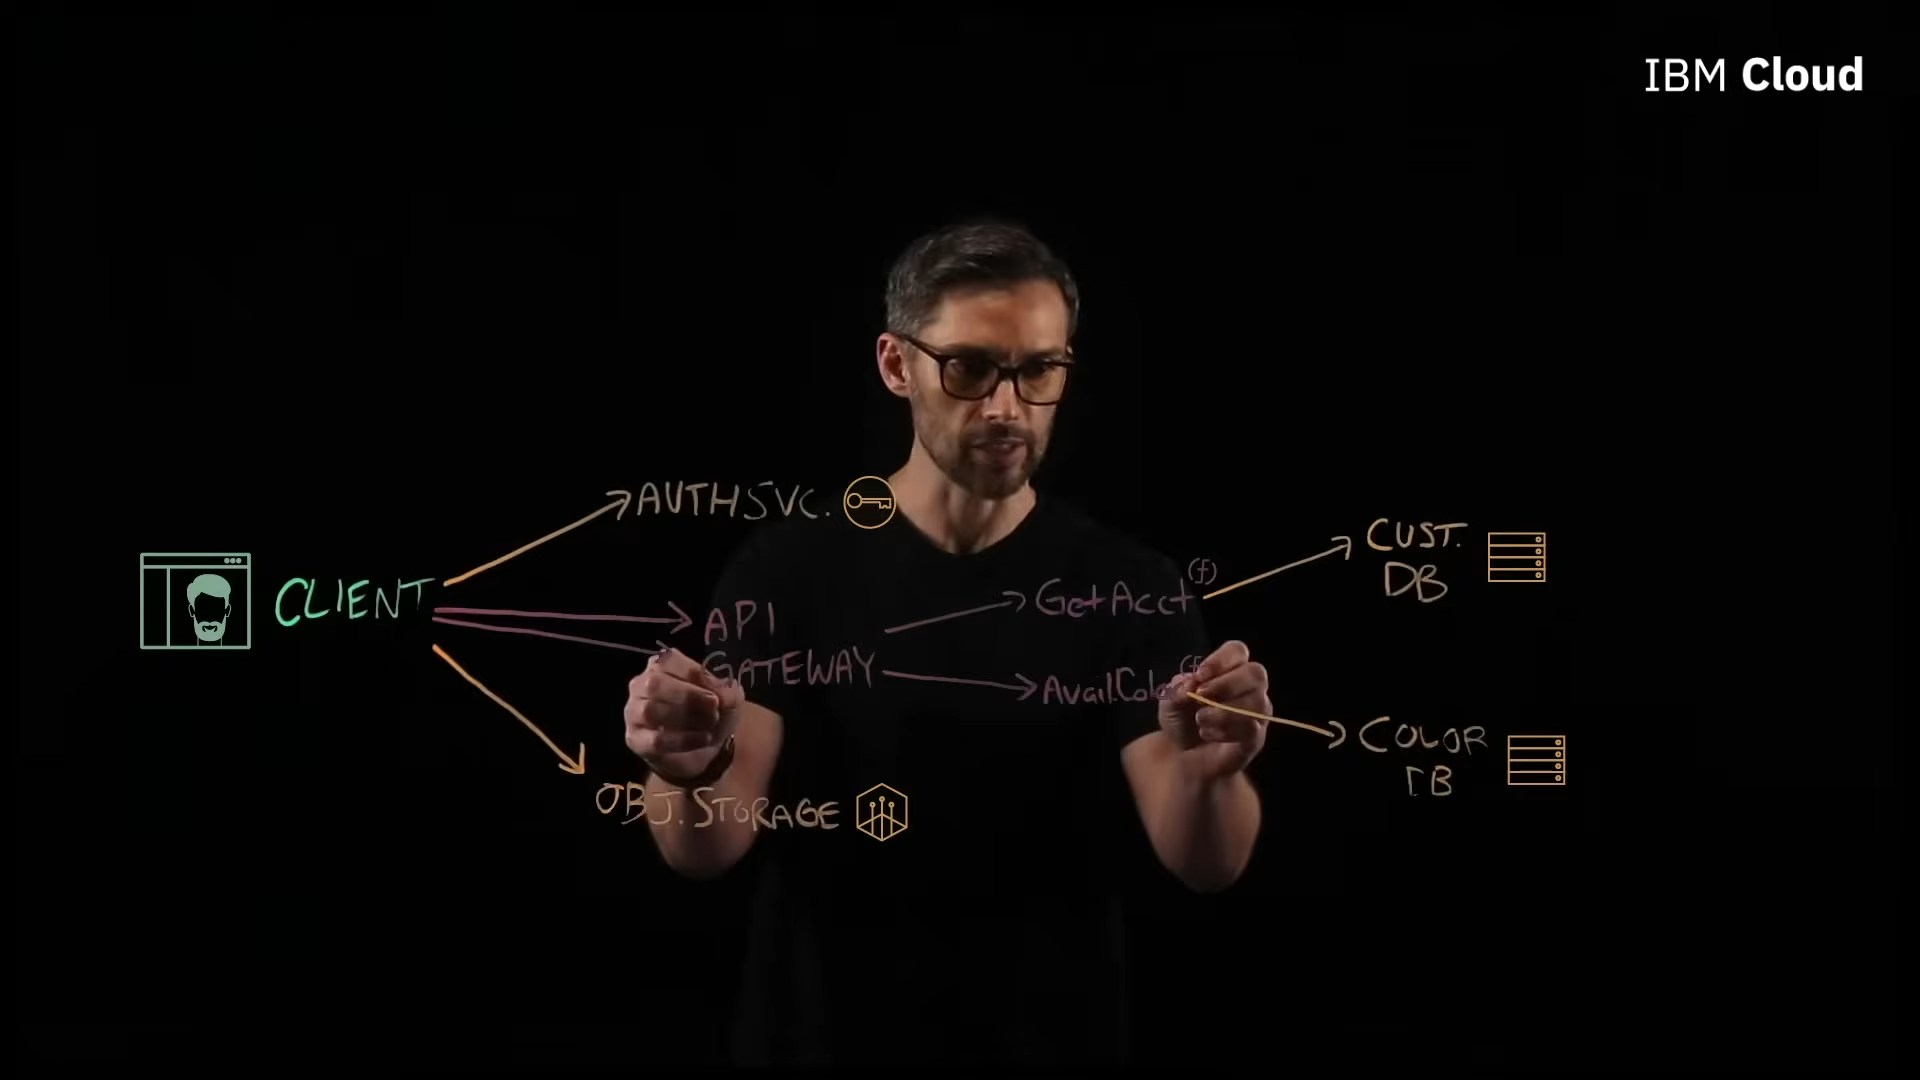 IBM Cloud
AUTH SVC.
CLIENT
API
GATEWAY
GetAcct (f)
CUST.
DB
COLOR
DB
OBJ. STORAGE